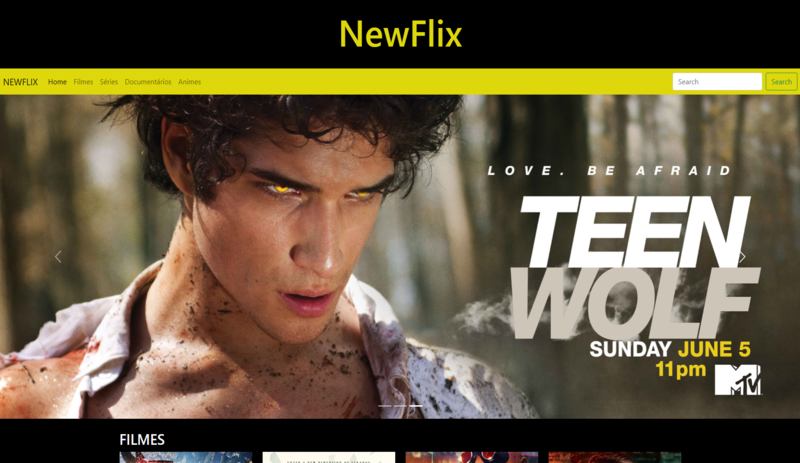 NewFlix
NEWFLIX Home Filmes Séries Documentários Animes Search Search
LOVE. BE AFRAID
TEEN
WOLF
SUNDAY JUNE 5
11pm
MTV
FILMES